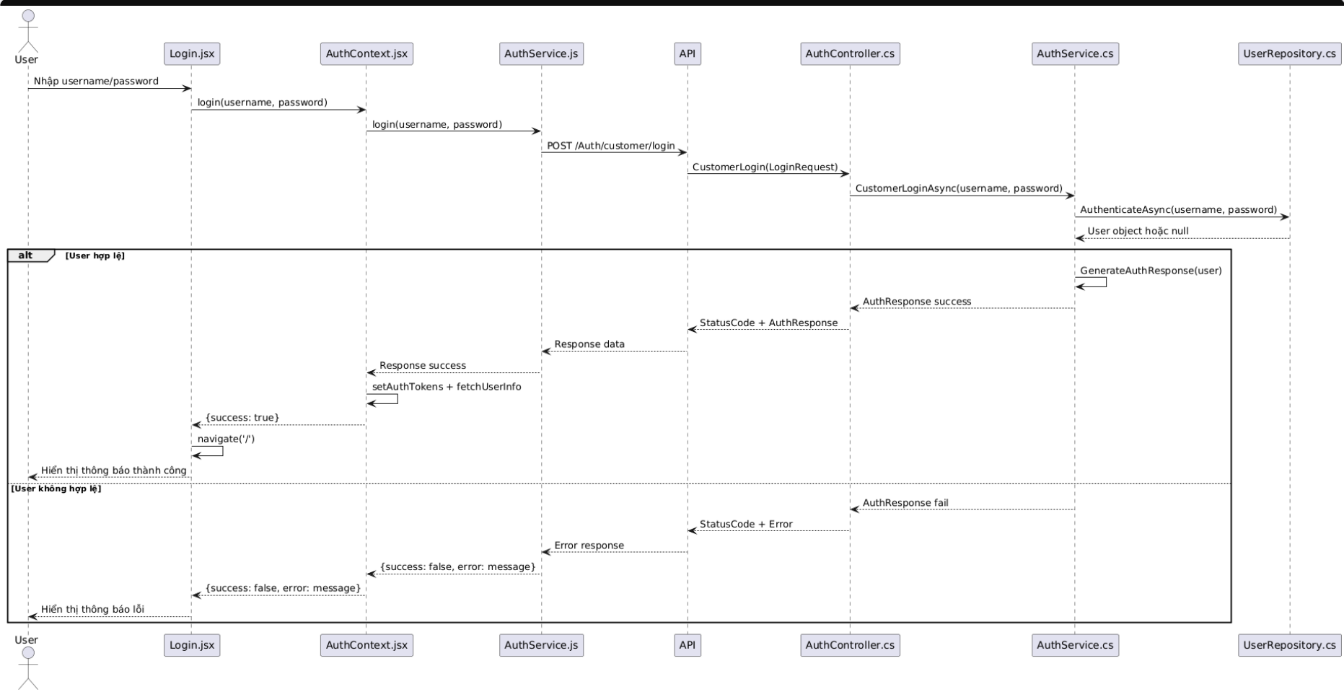 User
Login.jsx
AuthContext.jsx
AuthService.js
API
AuthController.cs
AuthService.cs
UserRepository.cs
Nhập username/password
login(username, password)
login(username, password)
POST /Auth/customer/login
CustomerLogin(LoginRequest)
CustomerLoginAsync(username, password)
AuthenticateAsync(username, password)
User object hoặc null
alt
[User hợp lệ]
GenerateAuthResponse(user)
AuthResponse success
StatusCode + AuthResponse
Response data
Response success
setAuthTokens + fetchUserInfo
{success: true}
navigate('/')
Hiển thị thông báo thành công
[User không hợp lệ]
AuthResponse fail
StatusCode + Error
Error response
{success: false, error: message}
{success: false, error: message}
Hiển thị thông báo lỗi
User
Login.jsx
AuthContext.jsx
AuthService.js
API
AuthController.cs
AuthService.cs
UserRepository.cs